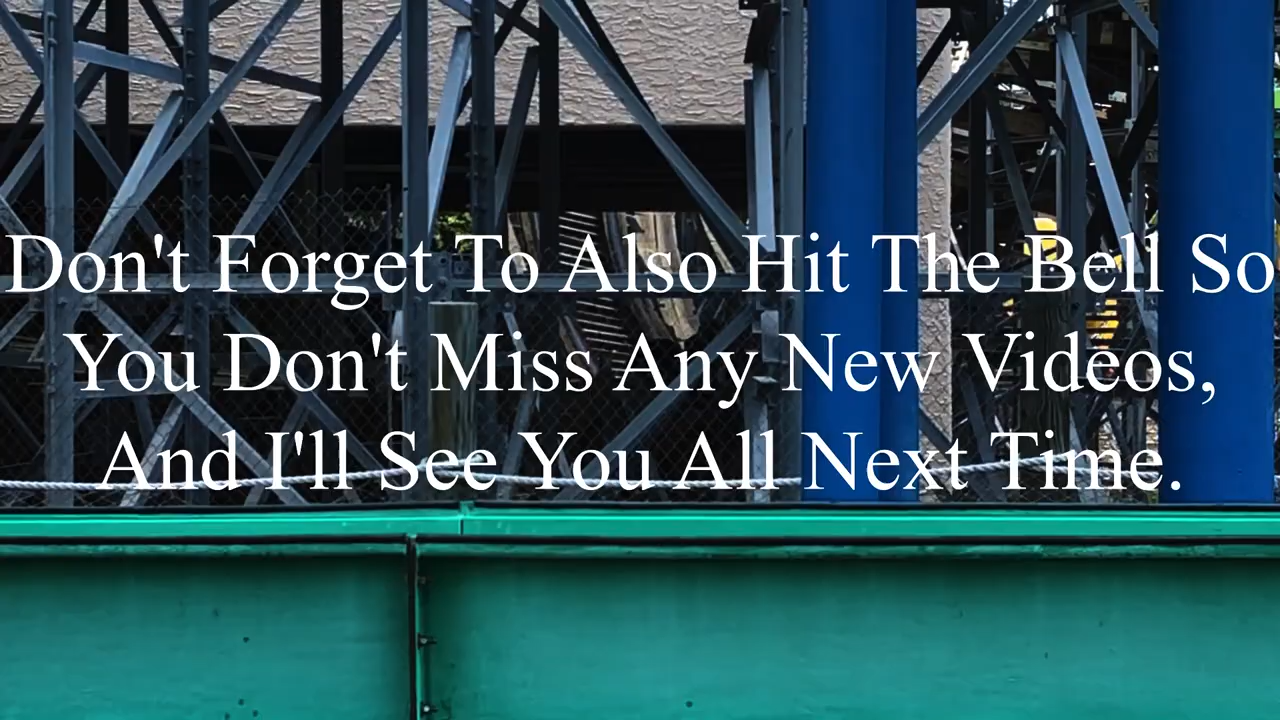 Don't Forget To Also Hit The Bell So
You Don't Miss Any New Videos,
And I'll See You All Next Time.